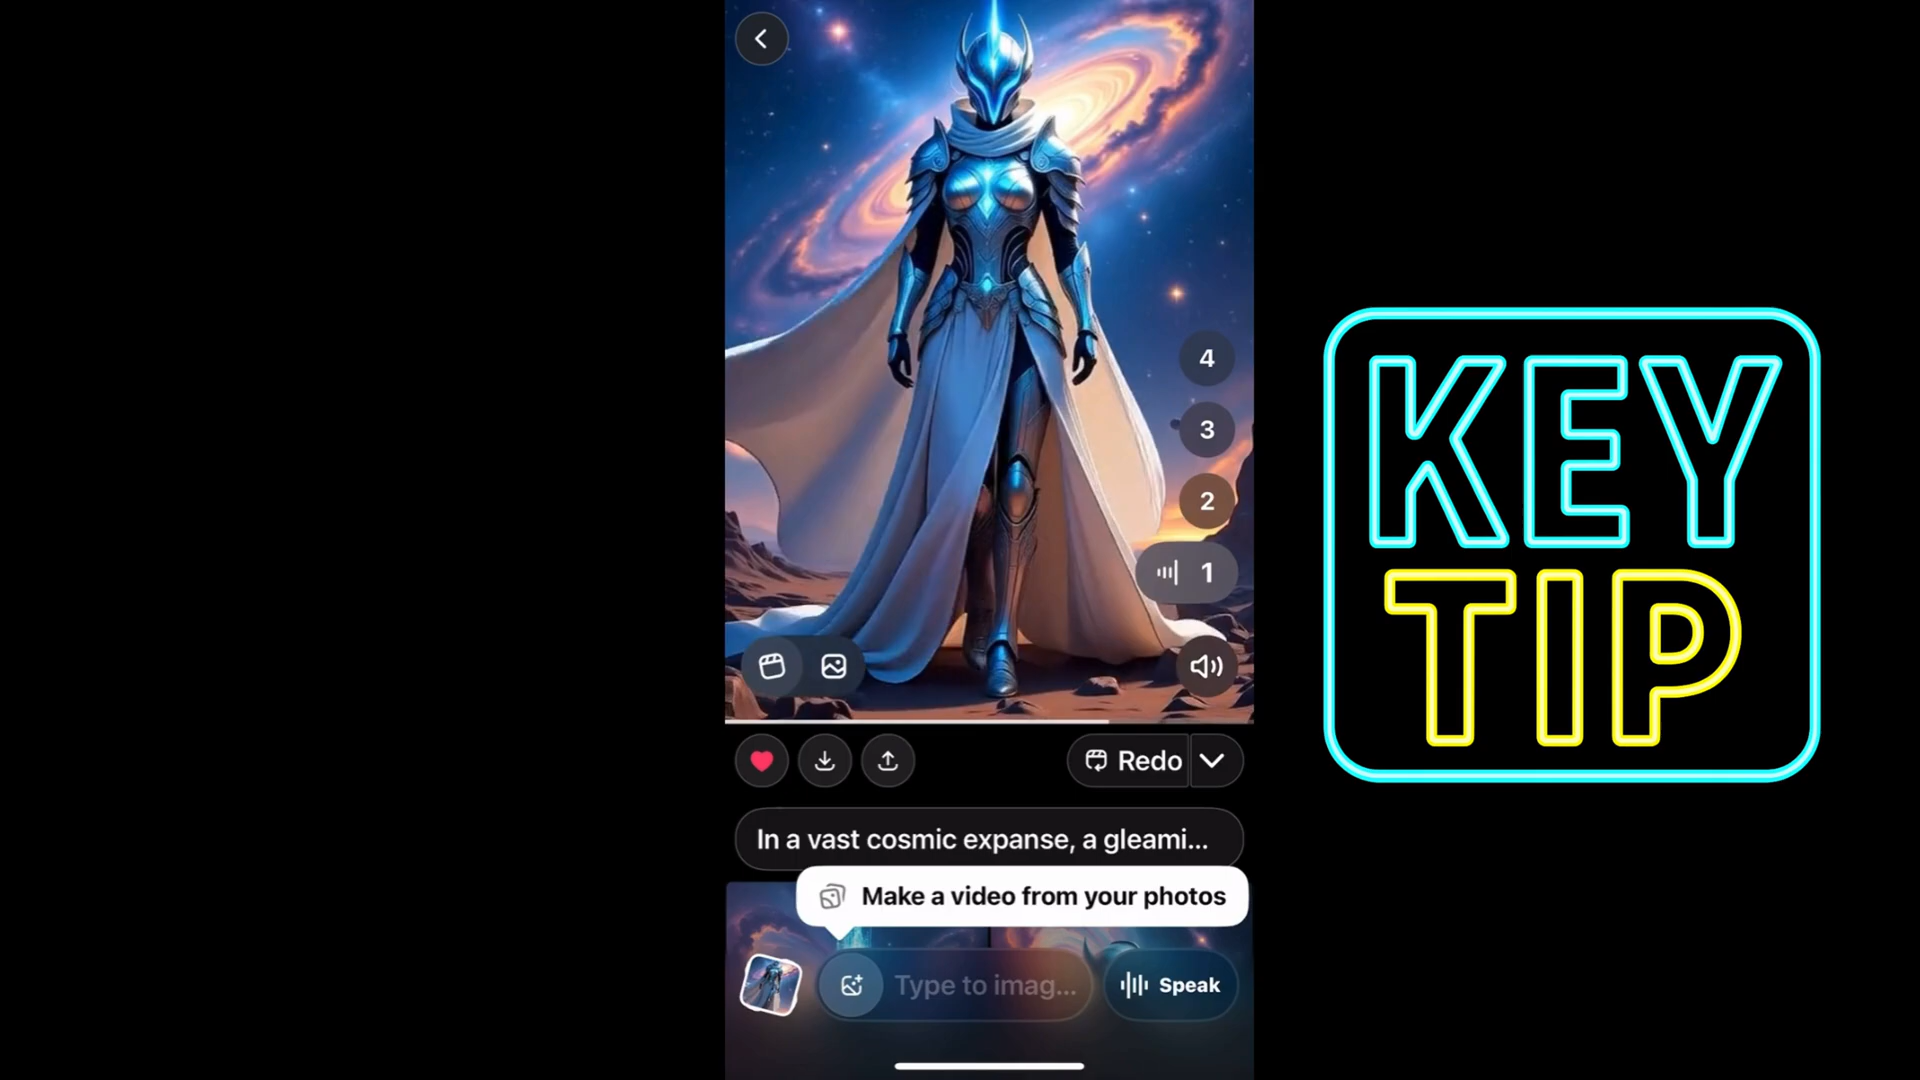 4
3
2
1
Redo
In a vast cosmic expanse, a gleami...
Make a video from your photos
Type to imag...
Speak
KEY
TIP